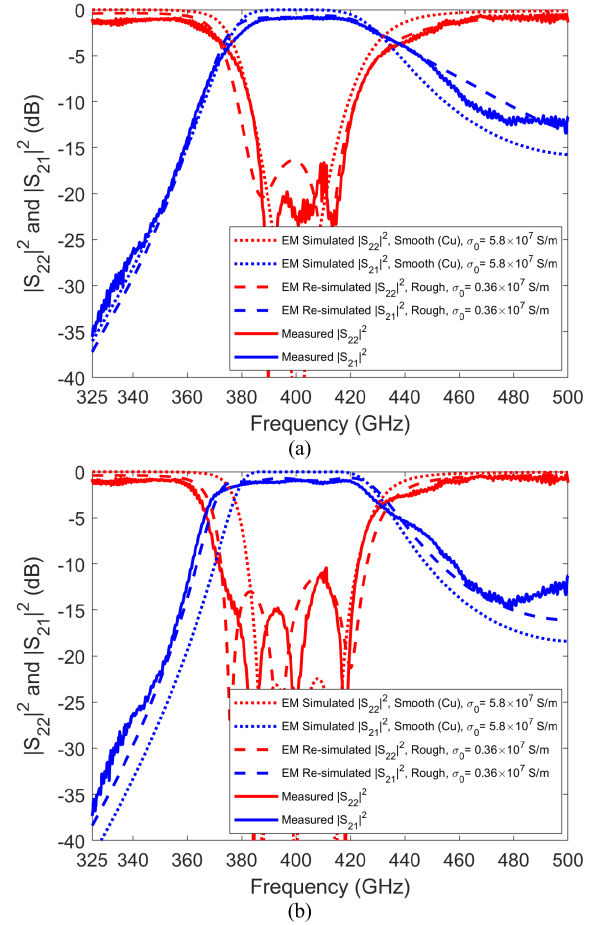 0
-5
-10
-15
-20
-25
-30
-35
-40
|S22|² and |S21|² (dB)
EM Simulated |S22|², Smooth (Cu), σ0= 5.8×10⁷ S/m
EM Simulated |S21|², Smooth (Cu), σ0= 5.8×10⁷ S/m
EM Re-simulated |S22|², Rough, σ0= 0.36×10⁷ S/m
EM Re-simulated |S21|², Rough, σ0= 0.36×10⁷ S/m
Measured |S22|²
Measured |S21|²
325 340 360 380 400 420 440 460 480 500
Frequency (GHz)
(a)
0
-5
-10
-15
-20
-25
-30
-35
-40
|S22|² and |S21|² (dB)
EM Simulated |S22|², Smooth (Cu), σ0= 5.8×10⁷ S/m
EM Simulated |S21|², Smooth (Cu), σ0= 5.8×10⁷ S/m
EM Re-simulated |S22|², Rough, σ0= 0.36×10⁷ S/m
EM Re-simulated |S21|², Rough, σ0= 0.36×10⁷ S/m
Measured |S22|²
Measured |S21|²
325 340 360 380 400 420 440 460 480 500
Frequency (GHz)
(b)